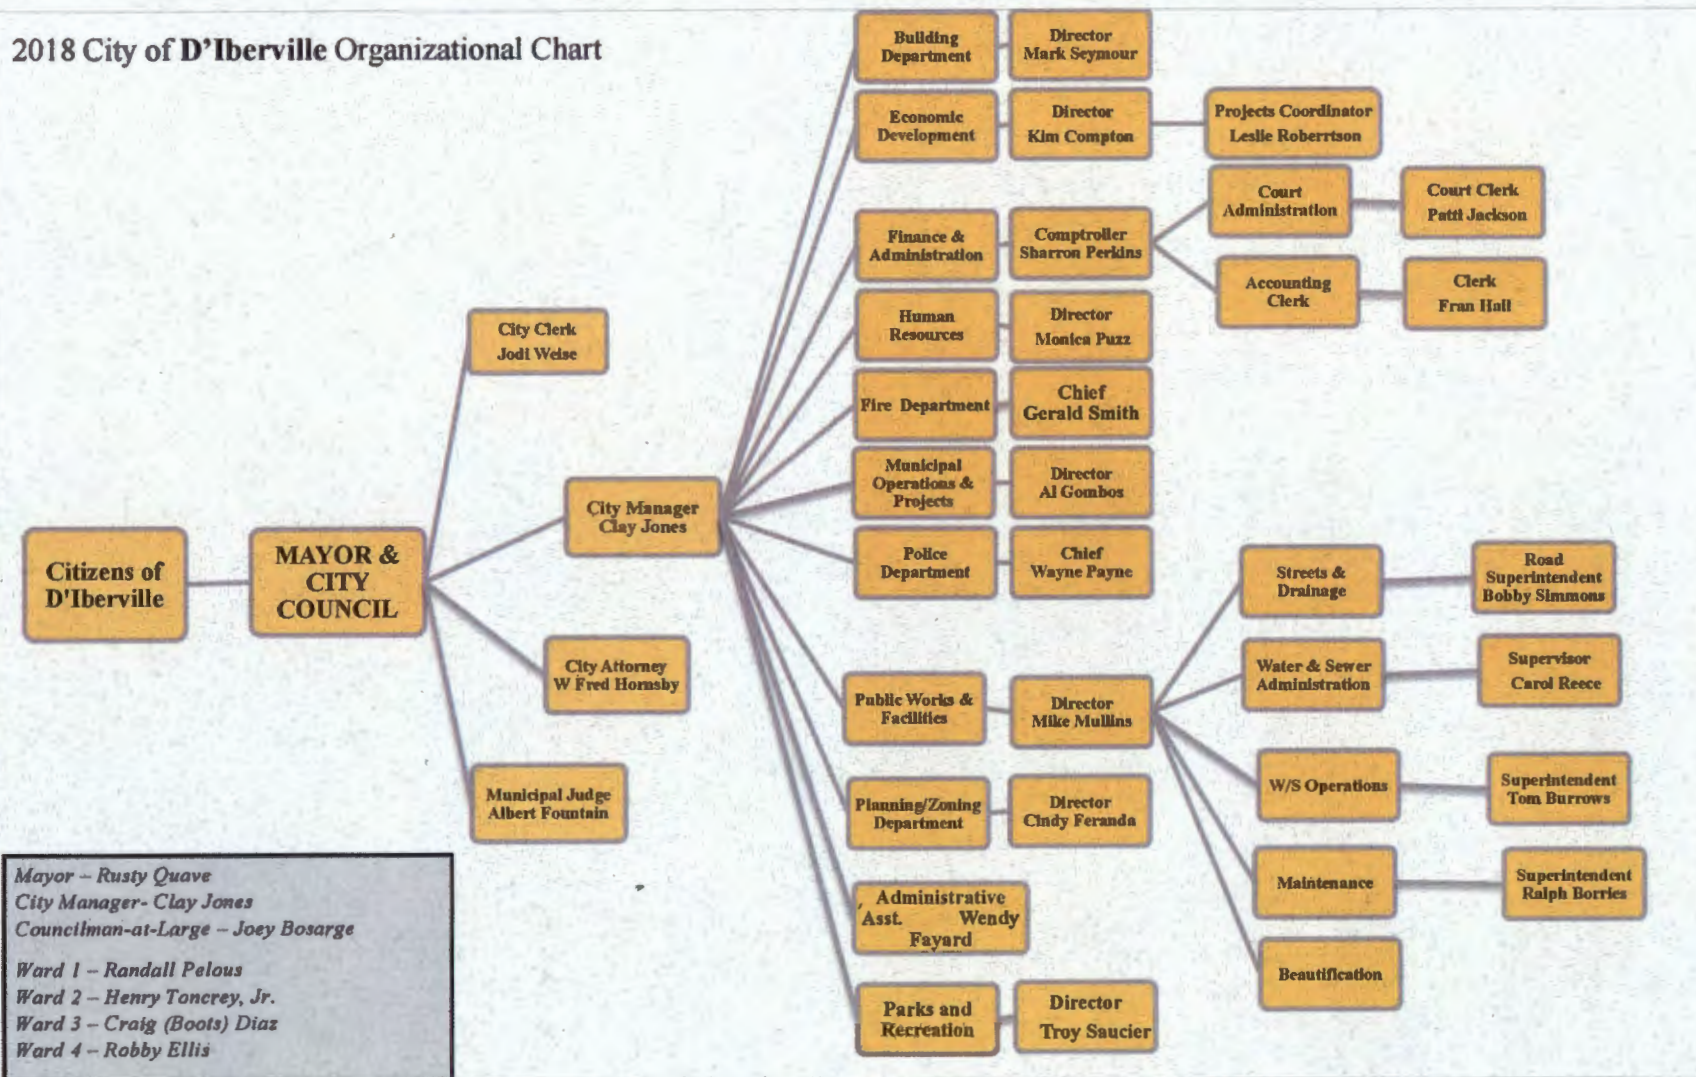 2018 City of D'Iberville Organizational Chart
Citizens of
D'Iberville
MAYOR &
CITY
COUNCIL
City Clerk
Jodi Weise
City Manager
Clay Jones
City Attorney
W Fred Hornsby
Municipal Judge
Albert Fountain
Building
Department
Director
Mark Seymour
Economic
Development
Director
Kim Compton
Projects Coordinator
Leslie Roberrtson
Finance &
Administration
Comptroller
Sharron Perkins
Court
Administration
Court Clerk
Patti Jackson
Accounting
Clerk
Clerk
Fran Hall
Human
Resources
Director
Monica Puzz
Fire Department
Chief
Gerald Smith
Municipal
Operations &
Projects
Director
Al Gombos
Police
Department
Chief
Wayne Payne
Public Works &
Facilities
Director
Mike Mullins
Streets &
Drainage
Road
Superintendent
Bobby Simmons
Water & Sewer
Administration
Supervisor
Carol Reece
W/S Operations
Superintendent
Tom Burrows
Maintenance
Superintendent
Ralph Borries
Beautification
Planning/Zoning
Department
Director
Cindy Feranda
, Administrative
Asst. Wendy
Fayard
Parks and
Recreation
Director
Troy Saucier
Mayor – Rusty Quave
City Manager- Clay Jones
Councilman-at-Large – Joey Bosarge
Ward 1 – Randall Pelous
Ward 2 – Henry Toncrey, Jr.
Ward 3 – Craig (Boots) Diaz
Ward 4 – Robby Ellis